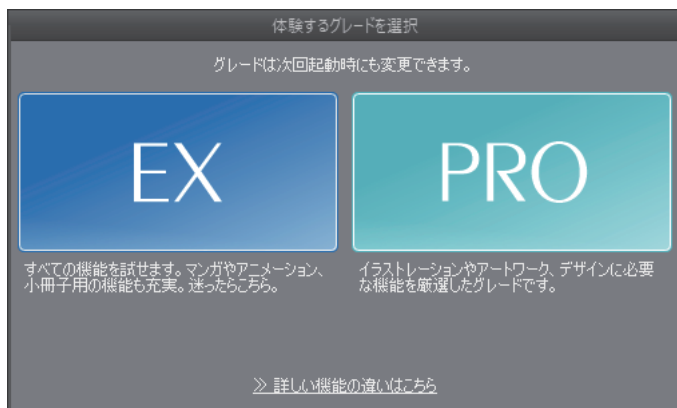 体験するグレードを選択
グレードは次回起動時にも変更できます。
EX
PRO
すべての機能を試せます。マンガやアニメーション、
小冊子用の機能も充実。迷ったらこちら。
イラストレーションやアートワーク、デザインに必要
な機能を厳選したグレードです。
≫ 詳しい機能の違いはこちら